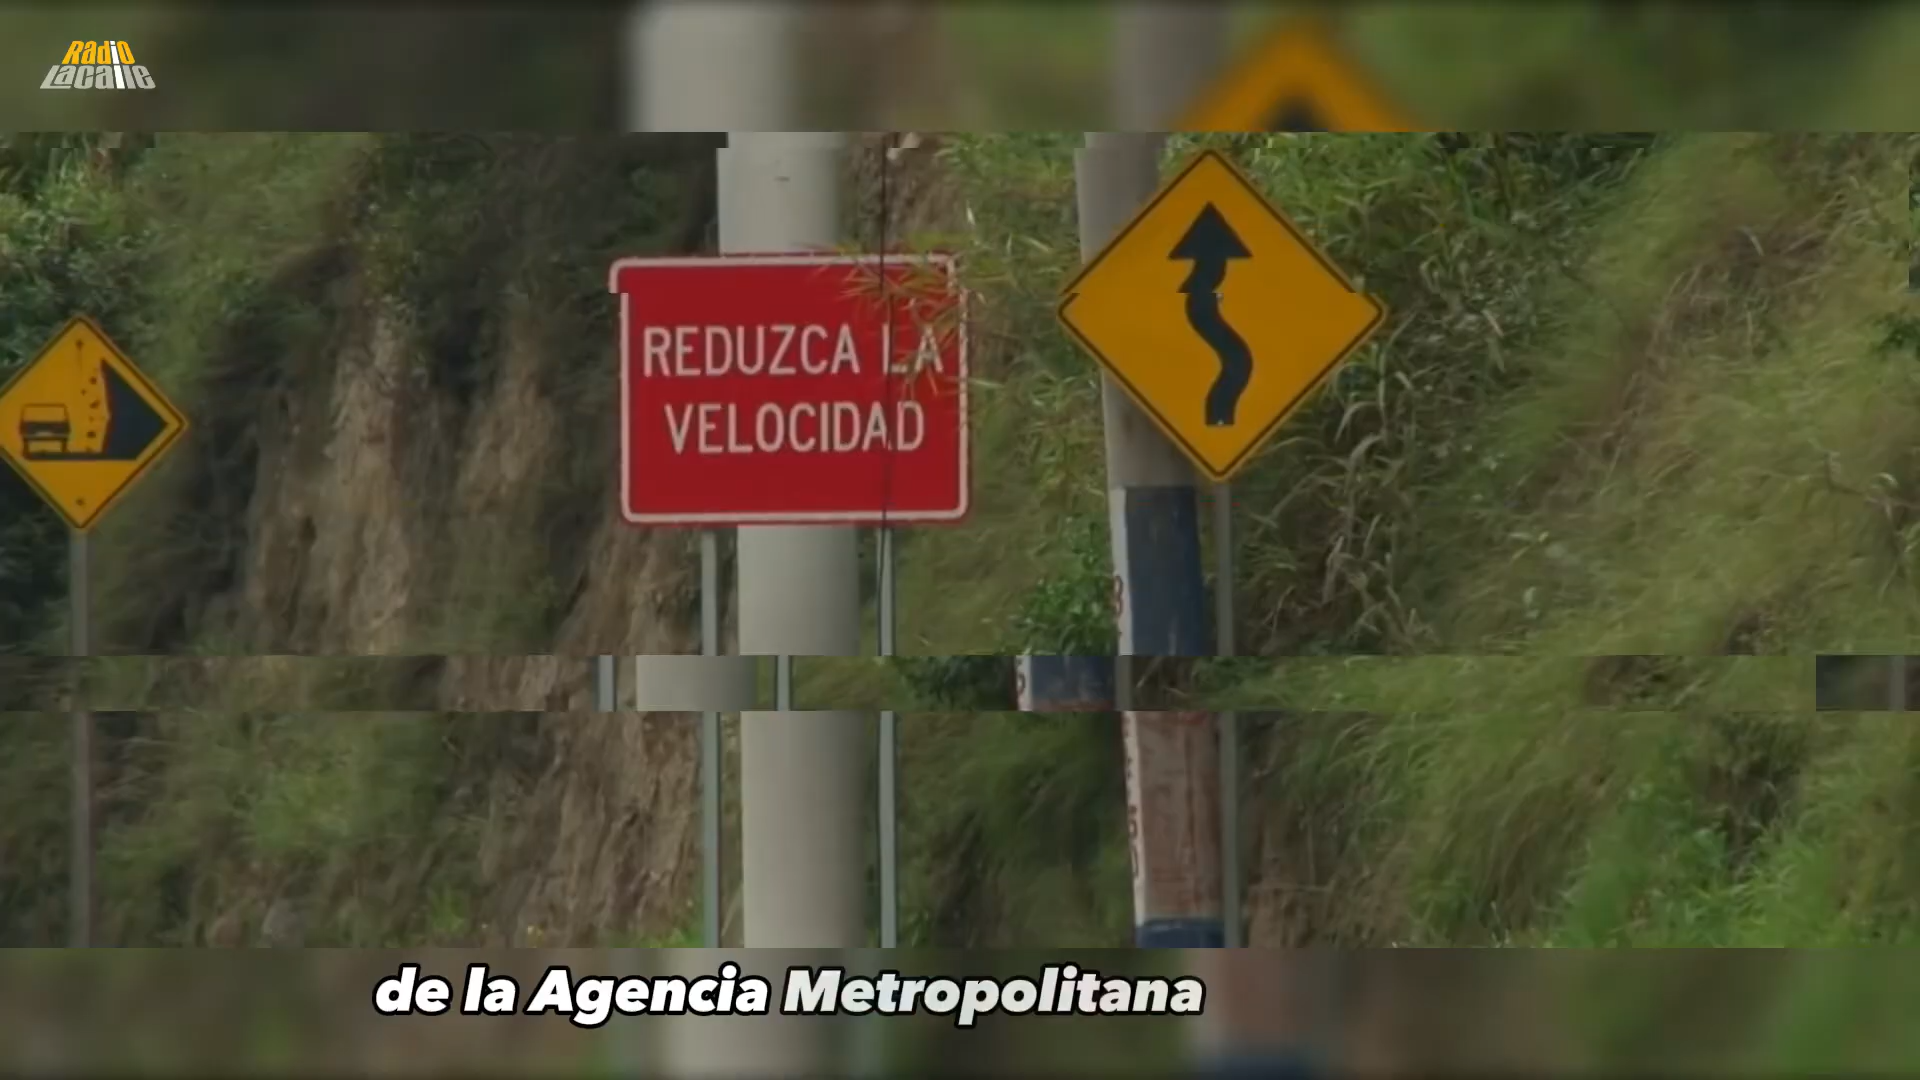 Radio
Lacalle
REDUZCA LA
VELOCIDAD
de la Agencia Metropolitana